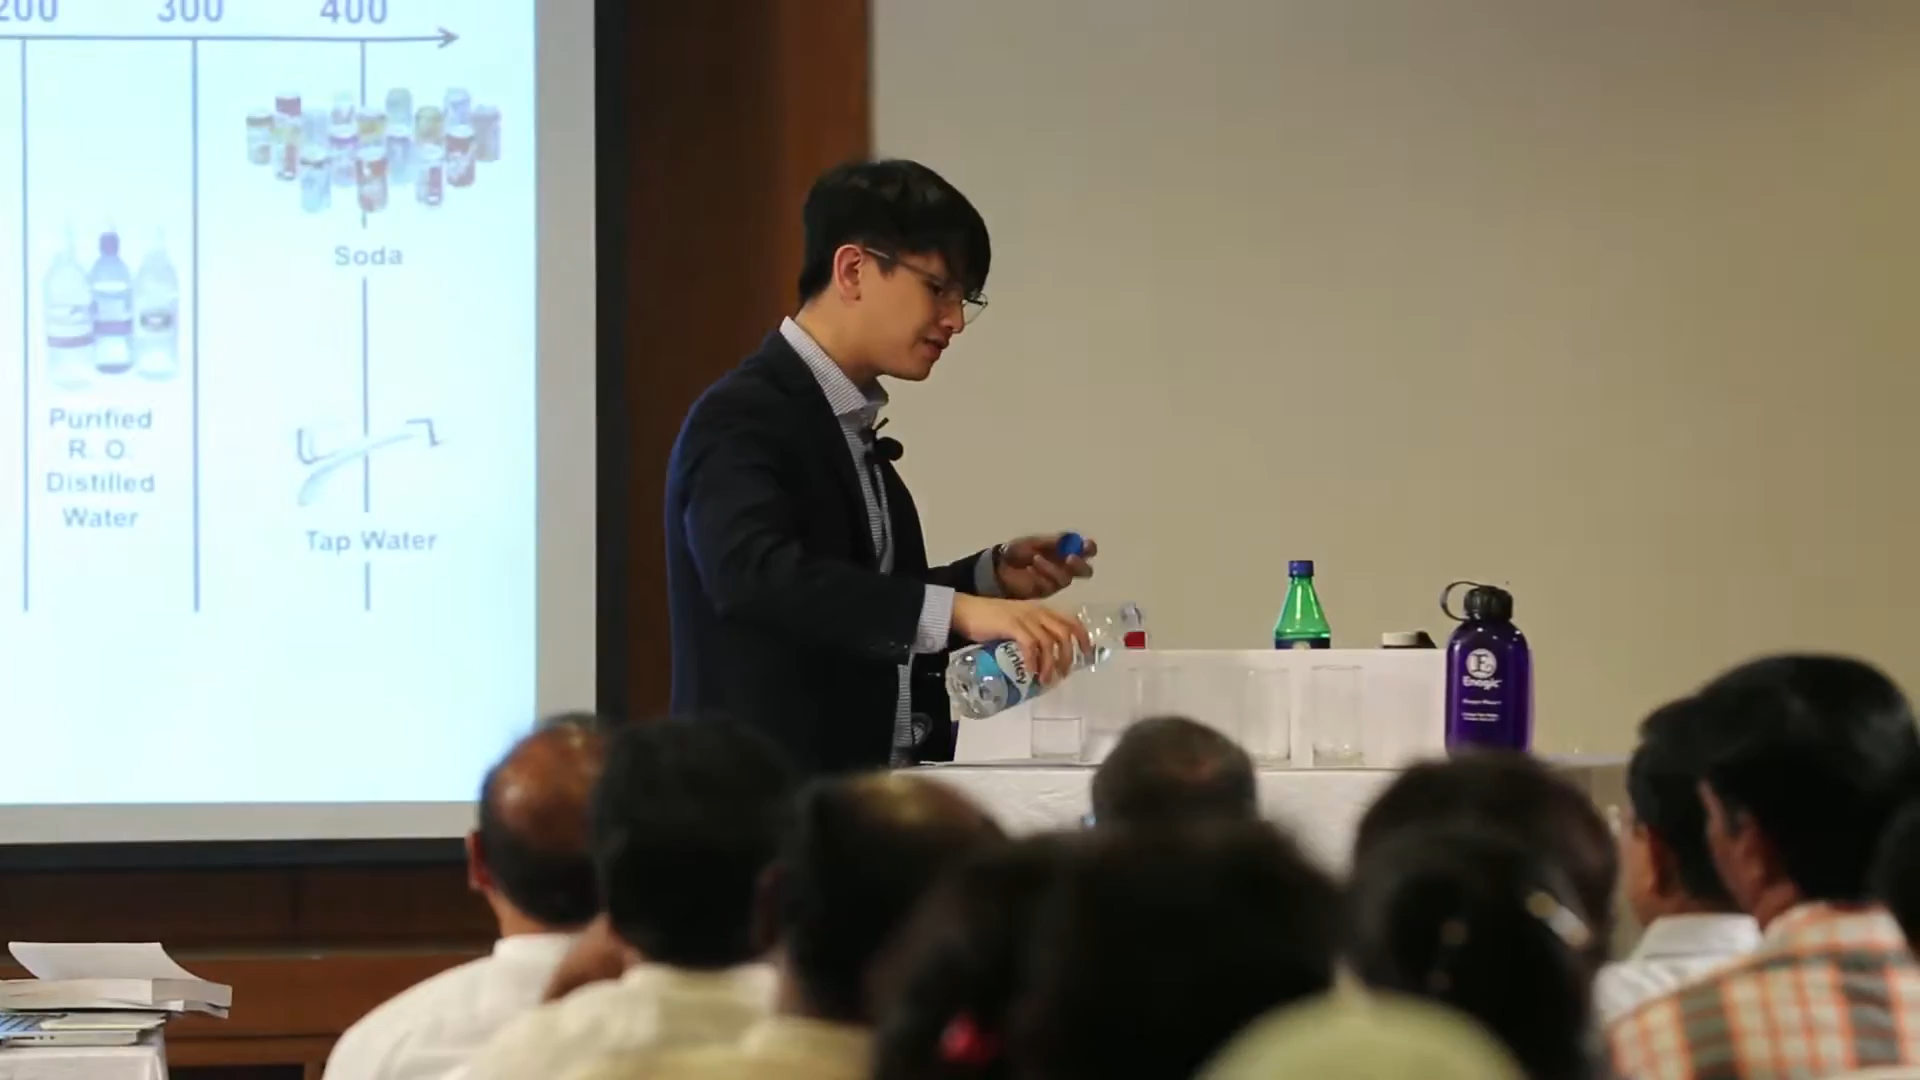 200
300
400
Soda
Purified
R. O.
Distilled
Water
Tap Water
kinley
E
Enagic